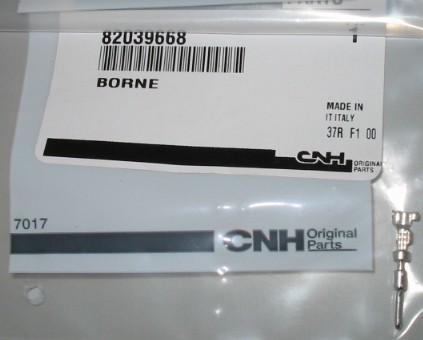 82039668
1
BORNE
MADE IN
IT ITALY
37R F1 00
CNH ORIGINAL
PARTS
7017
CNH Original
Parts